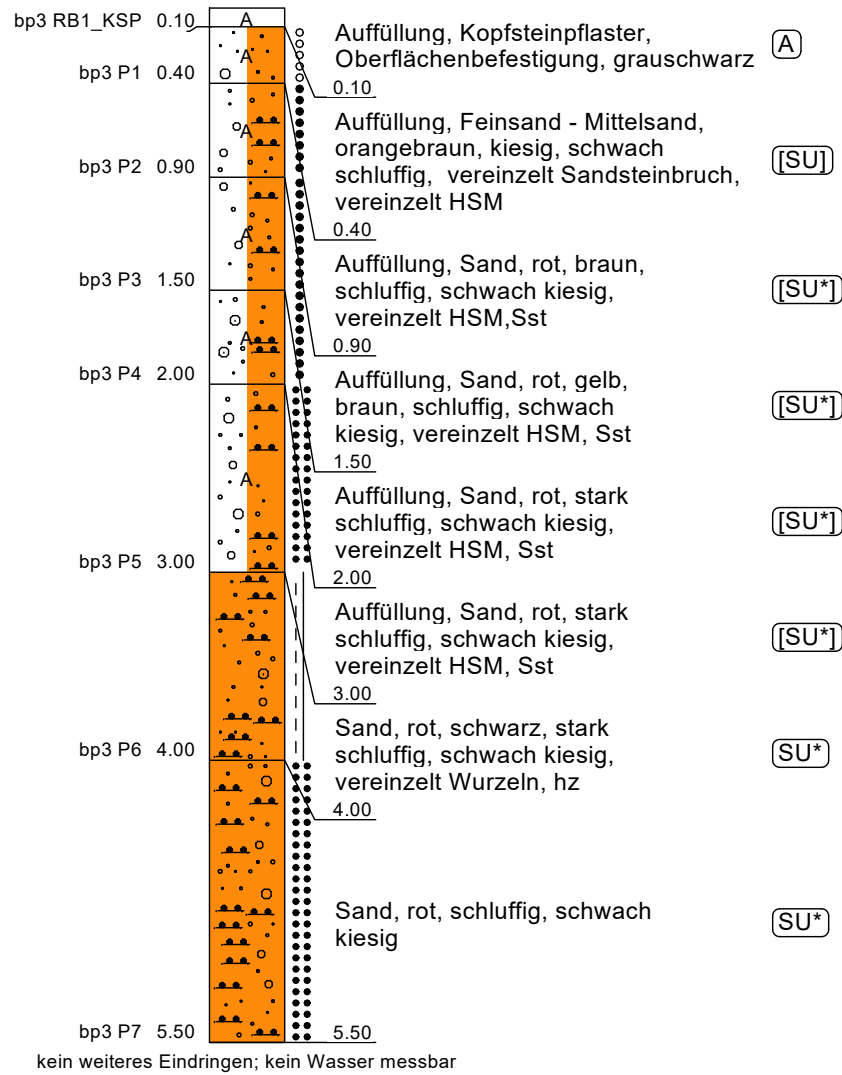 bp3 RB1_KSP 0.10 A
Auffüllung, Kopfsteinpflaster,
Oberflächenbefestigung, grauschwarz
A
0.10
A
bp3 P1 0.40
Auffüllung, Feinsand - Mittelsand,
orangebraun, kiesig, schwach
schluffig, vereinzelt Sandsteinbruch,
vereinzelt HSM
[SU]
0.40
A
bp3 P2 0.90
Auffüllung, Sand, rot, braun,
schluffig, schwach kiesig,
vereinzelt HSM,Sst
[SU*]
0.90
A
bp3 P3 1.50
Auffüllung, Sand, rot, gelb,
braun, schluffig, schwach
kiesig, vereinzelt HSM, Sst
[SU*]
1.50
A
bp3 P4 2.00
Auffüllung, Sand, rot, stark
schluffig, schwach kiesig,
vereinzelt HSM, Sst
[SU*]
2.00
A
bp3 P5 3.00
Auffüllung, Sand, rot, stark
schluffig, schwach kiesig,
vereinzelt HSM, Sst
[SU*]
3.00
bp3 P6 4.00
Sand, rot, schwarz, stark
schluffig, schwach kiesig,
vereinzelt Wurzeln, hz
SU*
4.00
Sand, rot, schluffig, schwach
kiesig
SU*
bp3 P7 5.50
5.50
kein weiteres Eindringen; kein Wasser messbar